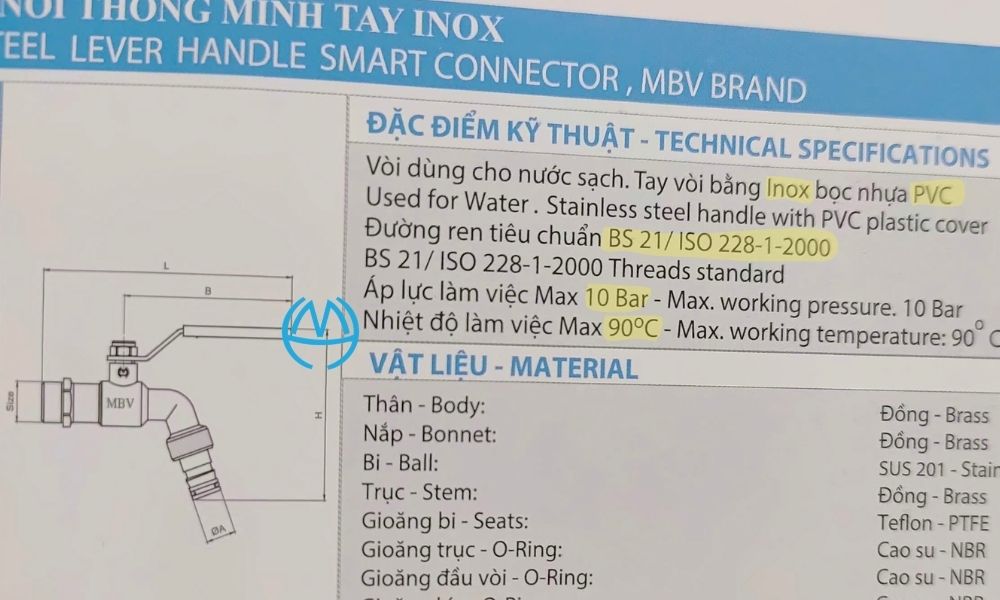 NỐI THÔNG MINH TAY INOX
STEEL LEVER HANDLE SMART CONNECTOR , MBV BRAND
ĐẶC ĐIỂM KỸ THUẬT - TECHNICAL SPECIFICATIONS
Vòi dùng cho nước sạch. Tay vòi bằng Inox bọc nhựa PVC
Used for Water . Stainless steel handle with PVC plastic cover
Đường ren tiêu chuẩn BS 21/ ISO 228-1-2000
BS 21/ ISO 228-1-2000 Threads standard
Áp lực làm việc Max 10 Bar - Max. working pressure. 10 Bar
Nhiệt độ làm việc Max 90°C - Max. working temperature: 90° C
VẬT LIỆU - MATERIAL
Thân - Body: Đồng - Brass
Nắp - Bonnet: Đồng - Brass
Bi - Ball: SUS 201 - Stain
Trục - Stem: Đồng - Brass
Gioăng bi - Seats: Teflon - PTFE
Gioăng trục - O-Ring: Cao su - NBR
Gioăng đầu vòi - O-Ring: Cao su - NBR
L
B
H
Size
MBV
ØA